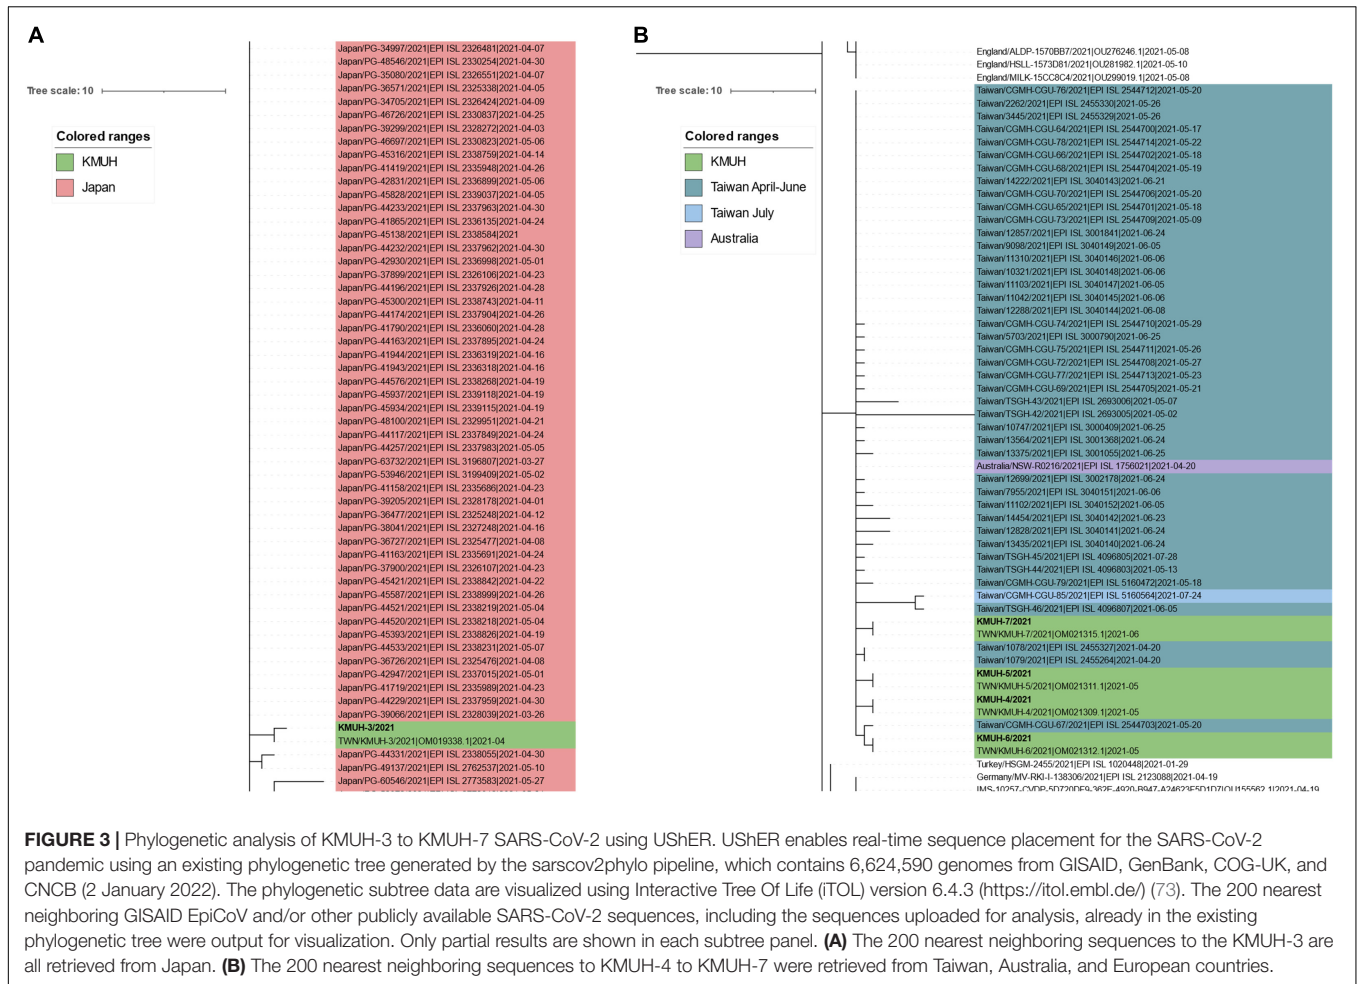 A
Tree scale: 10
Colored ranges
KMUH
Japan
Japan/PG-34997/2021|EPI ISL 2326481|2021-04-07
Japan/PG-48546/2021|EPI ISL 2330254|2021-04-30
Japan/PG-35080/2021|EPI ISL 2326551|2021-04-07
Japan/PG-36571/2021|EPI ISL 2325338|2021-04-05
Japan/PG-34705/2021|EPI ISL 2326424|2021-04-09
Japan/PG-46726/2021|EPI ISL 2330837|2021-04-25
Japan/PG-39299/2021|EPI ISL 2328272|2021-04-03
Japan/PG-46697/2021|EPI ISL 2330823|2021-05-06
Japan/PG-45316/2021|EPI ISL 2338759|2021-04-14
Japan/PG-41419/2021|EPI ISL 2335948|2021-04-26
Japan/PG-42831/2021|EPI ISL 2336899|2021-05-06
Japan/PG-45828/2021|EPI ISL 2339037|2021-04-05
Japan/PG-44233/2021|EPI ISL 2337963|2021-04-30
Japan/PG-41865/2021|EPI ISL 2336135|2021-04-24
Japan/PG-45138/2021|EPI ISL 2338584|2021
Japan/PG-44232/2021|EPI ISL 2337962|2021-04-30
Japan/PG-42930/2021|EPI ISL 2336998|2021-05-01
Japan/PG-37899/2021|EPI ISL 2326106|2021-04-23
Japan/PG-44196/2021|EPI ISL 2337926|2021-04-28
Japan/PG-45300/2021|EPI ISL 2338743|2021-04-11
Japan/PG-44174/2021|EPI ISL 2337904|2021-04-26
Japan/PG-41790/2021|EPI ISL 2336060|2021-04-28
Japan/PG-44163/2021|EPI ISL 2337895|2021-04-24
Japan/PG-41944/2021|EPI ISL 2336319|2021-04-16
Japan/PG-41943/2021|EPI ISL 2336318|2021-04-16
Japan/PG-44576/2021|EPI ISL 2338268|2021-04-19
Japan/PG-45937/2021|EPI ISL 2339118|2021-04-19
Japan/PG-45934/2021|EPI ISL 2339115|2021-04-19
Japan/PG-48100/2021|EPI ISL 2329951|2021-04-21
Japan/PG-44117/2021|EPI ISL 2337849|2021-04-24
Japan/PG-44257/2021|EPI ISL 2337983|2021-05-05
Japan/PG-63732/2021|EPI ISL 3196807|2021-03-27
Japan/PG-53946/2021|EPI ISL 3199409|2021-05-02
Japan/PG-41158/2021|EPI ISL 2335686|2021-04-23
Japan/PG-39205/2021|EPI ISL 2328178|2021-04-01
Japan/PG-36477/2021|EPI ISL 2325248|2021-04-12
Japan/PG-38041/2021|EPI ISL 2327248|2021-04-16
Japan/PG-36727/2021|EPI ISL 2325477|2021-04-08
Japan/PG-41163/2021|EPI ISL 2335691|2021-04-24
Japan/PG-37900/2021|EPI ISL 2326107|2021-04-23
Japan/PG-45421/2021|EPI ISL 2338842|2021-04-22
Japan/PG-45587/2021|EPI ISL 2338999|2021-04-26
Japan/PG-44521/2021|EPI ISL 2338219|2021-05-04
Japan/PG-44520/2021|EPI ISL 2338218|2021-05-04
Japan/PG-45393/2021|EPI ISL 2338826|2021-04-19
Japan/PG-44533/2021|EPI ISL 2338231|2021-05-07
Japan/PG-36726/2021|EPI ISL 2325476|2021-04-08
Japan/PG-42947/2021|EPI ISL 2337015|2021-05-01
Japan/PG-41719/2021|EPI ISL 2335989|2021-04-23
Japan/PG-44229/2021|EPI ISL 2337959|2021-04-30
Japan/PG-39066/2021|EPI ISL 2328039|2021-03-26
KMUH-3/2021
TWN/KMUH-3/2021|OM019338.1|2021-04
Japan/PG-44331/2021|EPI ISL 2338055|2021-04-30
Japan/PG-49137/2021|EPI ISL 2762537|2021-05-10
Japan/PG-60546/2021|EPI ISL 2773583|2021-05-27
B
Tree scale: 10
Colored ranges
KMUH
Taiwan April-June
Taiwan July
Australia
England/ALDP-1570BB7/2021|OU276246.1|2021-05-08
England/HSLL-1573D81/2021|OU281982.1|2021-05-10
England/MILK-15CC8C4/2021|OU299019.1|2021-05-08
Taiwan/CGMH-CGU-76/2021|EPI ISL 2544712|2021-05-20
Taiwan/2262/2021|EPI ISL 2455330|2021-05-26
Taiwan/3445/2021|EPI ISL 2455329|2021-05-26
Taiwan/CGMH-CGU-64/2021|EPI ISL 2544700|2021-05-17
Taiwan/CGMH-CGU-78/2021|EPI ISL 2544714|2021-05-22
Taiwan/CGMH-CGU-66/2021|EPI ISL 2544702|2021-05-18
Taiwan/CGMH-CGU-68/2021|EPI ISL 2544704|2021-05-19
Taiwan/14222/2021|EPI ISL 3040143|2021-06-21
Taiwan/CGMH-CGU-70/2021|EPI ISL 2544706|2021-05-20
Taiwan/CGMH-CGU-65/2021|EPI ISL 2544701|2021-05-18
Taiwan/CGMH-CGU-73/2021|EPI ISL 2544709|2021-05-09
Taiwan/12857/2021|EPI ISL 3001841|2021-06-24
Taiwan/9098/2021|EPI ISL 3040149|2021-06-05
Taiwan/11310/2021|EPI ISL 3040146|2021-06-06
Taiwan/10321/2021|EPI ISL 3040148|2021-06-06
Taiwan/11103/2021|EPI ISL 3040147|2021-06-05
Taiwan/11042/2021|EPI ISL 3040145|2021-06-06
Taiwan/12288/2021|EPI ISL 3040144|2021-06-08
Taiwan/CGMH-CGU-74/2021|EPI ISL 2544710|2021-05-29
Taiwan/5703/2021|EPI ISL 3000790|2021-06-25
Taiwan/CGMH-CGU-75/2021|EPI ISL 2544711|2021-05-26
Taiwan/CGMH-CGU-72/2021|EPI ISL 2544708|2021-05-27
Taiwan/CGMH-CGU-77/2021|EPI ISL 2544713|2021-05-23
Taiwan/CGMH-CGU-69/2021|EPI ISL 2544705|2021-05-21
Taiwan/TSGH-43/2021|EPI ISL 2693006|2021-05-07
Taiwan/TSGH-42/2021|EPI ISL 2693005|2021-05-02
Taiwan/10747/2021|EPI ISL 3000409|2021-06-25
Taiwan/13564/2021|EPI ISL 3001368|2021-06-24
Taiwan/13375/2021|EPI ISL 3001055|2021-06-25
Australia/NSW-R0216/2021|EPI ISL 1756021|2021-04-20
Taiwan/12699/2021|EPI ISL 3002178|2021-06-24
Taiwan/7955/2021|EPI ISL 3040151|2021-06-06
Taiwan/11102/2021|EPI ISL 3040152|2021-06-05
Taiwan/14454/2021|EPI ISL 3040142|2021-06-23
Taiwan/12828/2021|EPI ISL 3040141|2021-06-24
Taiwan/13435/2021|EPI ISL 3040140|2021-06-24
Taiwan/TSGH-45/2021|EPI ISL 4096805|2021-07-28
Taiwan/TSGH-44/2021|EPI ISL 4096803|2021-05-13
Taiwan/CGMH-CGU-79/2021|EPI ISL 5160472|2021-05-18
Taiwan/CGMH-CGU-85/2021|EPI ISL 5160564|2021-07-24
Taiwan/TSGH-46/2021|EPI ISL 4096807|2021-06-05
KMUH-7/2021
TWN/KMUH-7/2021|OM021315.1|2021-06
Taiwan/1078/2021|EPI ISL 2455327|2021-04-20
Taiwan/1079/2021|EPI ISL 2455264|2021-04-20
KMUH-5/2021
TWN/KMUH-5/2021|OM021311.1|2021-05
KMUH-4/2021
TWN/KMUH-4/2021|OM021309.1|2021-05
Taiwan/CGMH-CGU-67/2021|EPI ISL 2544703|2021-05-20
KMUH-6/2021
TWN/KMUH-6/2021|OM021312.1|2021-05
Turkey/HSGM-2455/2021|EPI ISL 1020448|2021-01-29
Germany/MV-RKI-I-138306/2021|EPI ISL 2123088|2021-04-19
IMS-10257-CVDP-5D720DE9-362E-4920-B947-A24623E5D1D7|OU155562.1|2021-04-19
FIGURE 3 | Phylogenetic analysis of KMUH-3 to KMUH-7 SARS-CoV-2 using UShER. UShER enables real-time sequence placement for the SARS-CoV-2
pandemic using an existing phylogenetic tree generated by the sarscov2phylo pipeline, which contains 6,624,590 genomes from GISAID, GenBank, COG-UK, and
CNCB (2 January 2022). The phylogenetic subtree data are visualized using Interactive Tree Of Life (iTOL) version 6.4.3 (https://itol.embl.de/) (73). The 200 nearest
neighboring GISAID EpiCoV and/or other publicly available SARS-CoV-2 sequences, including the sequences uploaded for analysis, already in the existing
phylogenetic tree were output for visualization. Only partial results are shown in each subtree panel. (A) The 200 nearest neighboring sequences to the KMUH-3 are
all retrieved from Japan. (B) The 200 nearest neighboring sequences to KMUH-4 to KMUH-7 were retrieved from Taiwan, Australia, and European countries.